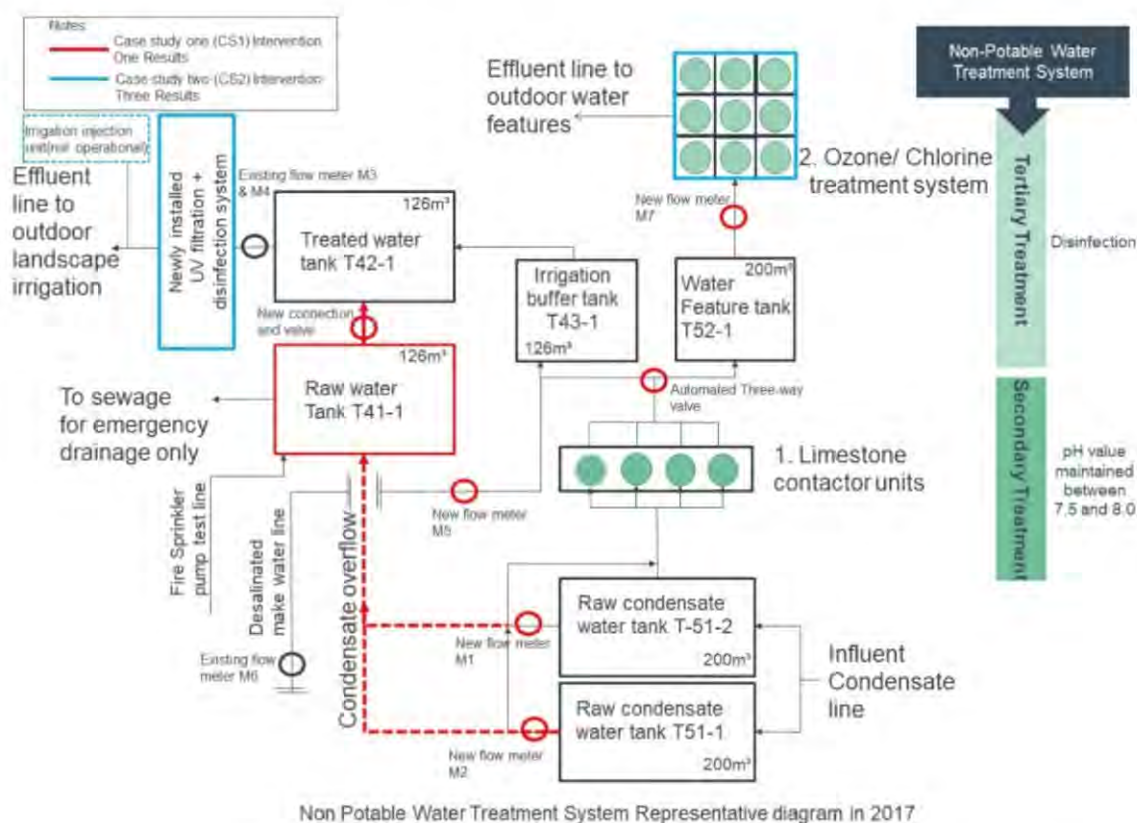 Notes
Case study one (CS1) Intervention
One Results
Case study two (CS2) Intervention
Three Results
Irrigation injection
unit(not operational)
Effluent
line to
outdoor
landscape
irrigation
Newly installed
UV filtration +
disinfection system
Existing flow meter M3
& M4
126m³
Treated water
tank T42-1
New connection
and valve
126m³
Raw water
Tank T41-1
To sewage
for emergency
drainage only
Fire Sprinkler
pump test line
Desalinated
make water line
Existing flow
meter M6
Condensate overflow
New flow meter
M5
New flow meter
M1
New flow meter
M2
Effluent line to
outdoor water
features
2. Ozone/ Chlorine
treatment system
New flow meter
M7
Irrigation
buffer tank
T43-1
126m³
200m³
Water
Feature tank
T52-1
Automated Three-way
valve
1. Limestone
contactor units
Raw condensate
water tank T-51-2
200m³
Raw condensate
water tank T51-1
200m³
Influent
Condensate
line
Non-Potable Water
Treatment System
Tertiary Treatment
Disinfection
Secondary Treatment
pH value
maintained
between
7.5 and 8.0
Non Potable Water Treatment System Representative diagram in 2017